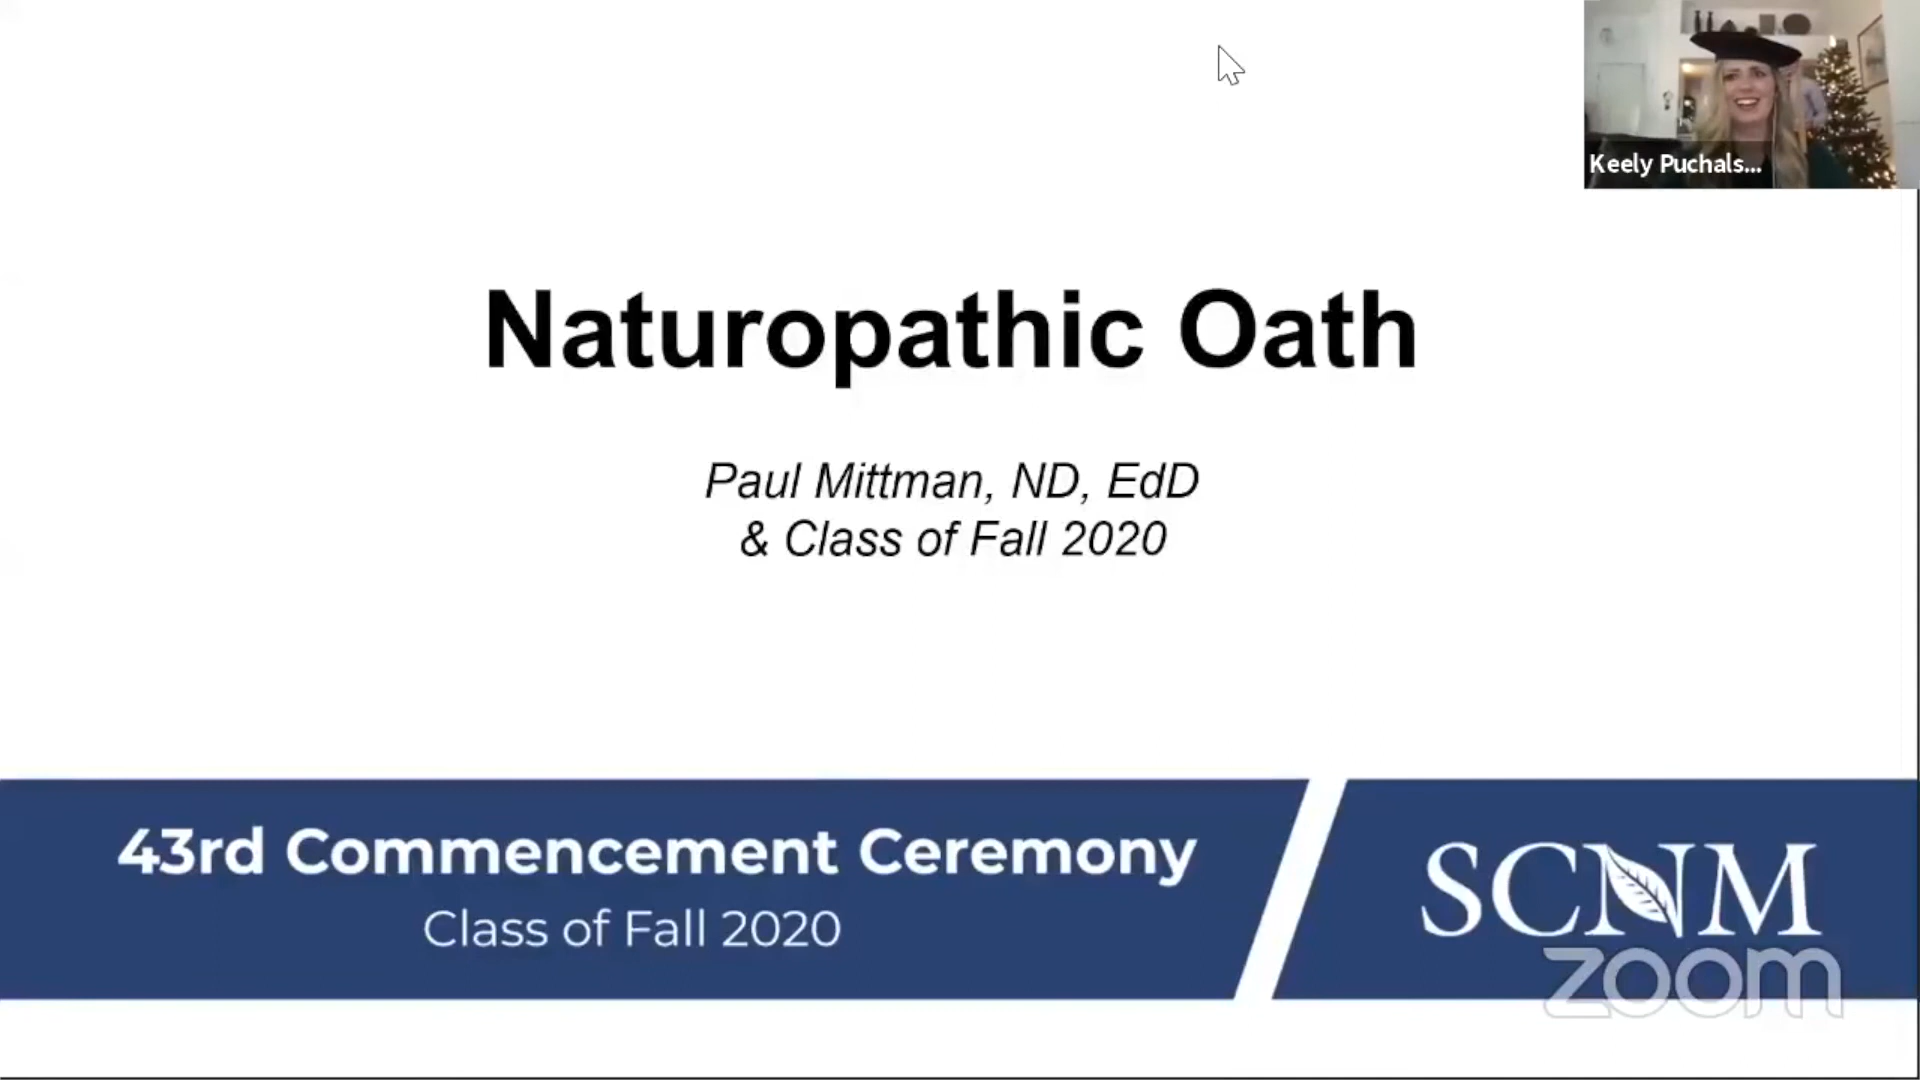 Keely Puchals...
Naturopathic Oath
Paul Mittman, ND, EdD
& Class of Fall 2020
43rd Commencement Ceremony
Class of Fall 2020
SCNM
zoom